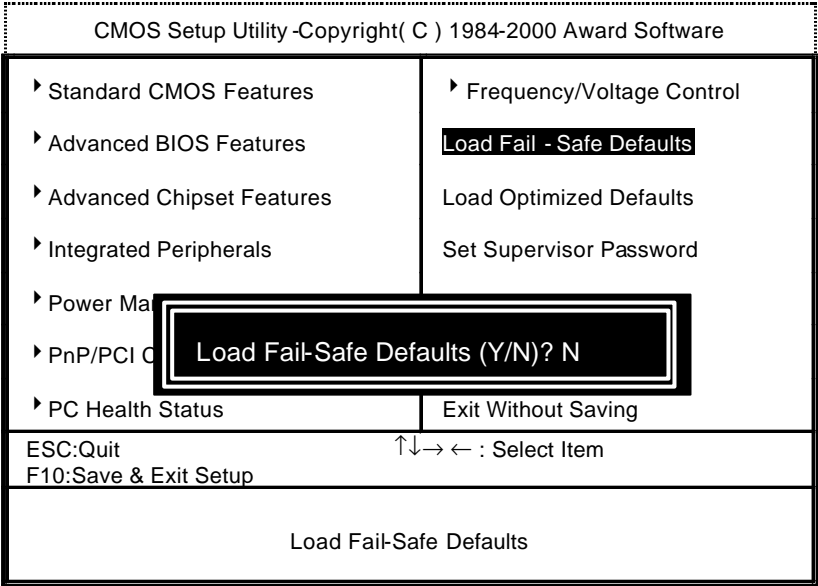 CMOS Setup Utility -Copyright( C ) 1984-2000 Award Software
Standard CMOS Features
Advanced BIOS Features
Advanced Chipset Features
Integrated Peripherals
Power Ma
PnP/PCI
PC Health Status
Frequency/Voltage Control
Load Fail - Safe Defaults
Load Optimized Defaults
Set Supervisor Password
Exit Without Saving
Load Fail-Safe Defaults (Y/N)? N
ESC:Quit ↑↓→ ← : Select Item
F10:Save & Exit Setup
Load Fail-Safe Defaults